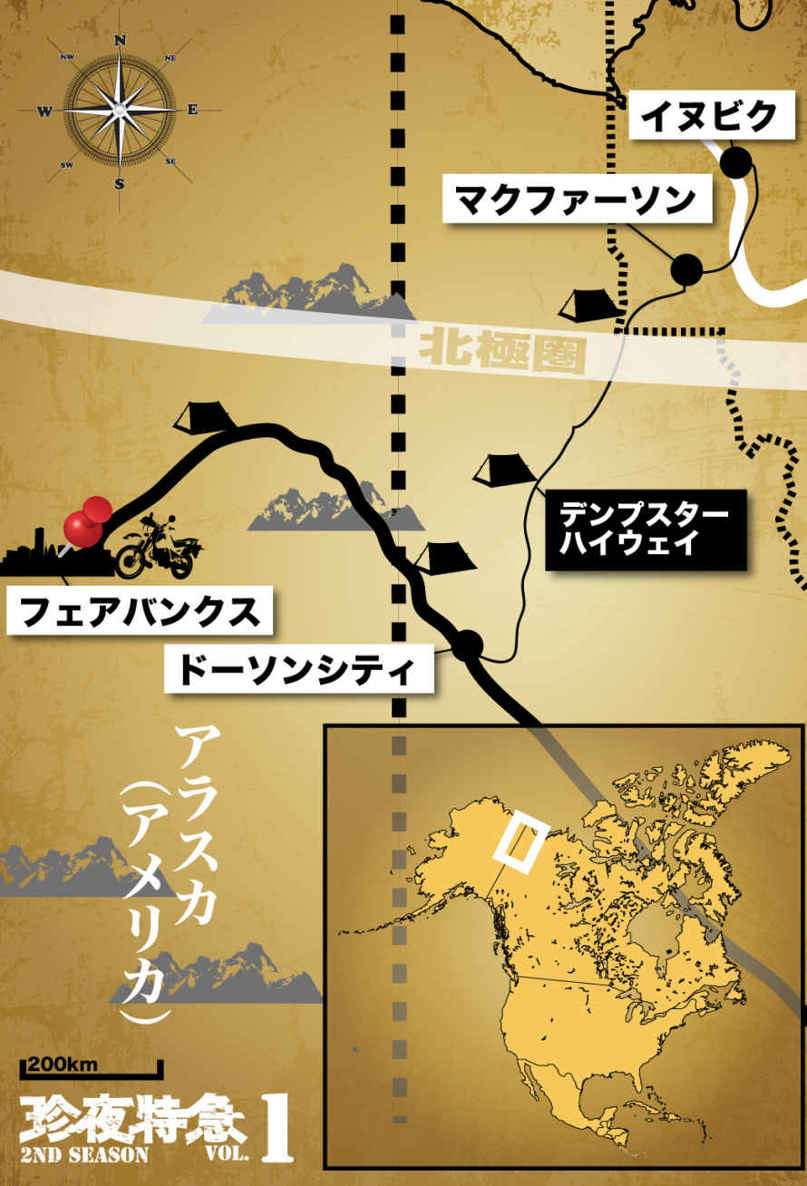 N
NW
NE
W
E
SW
SE
S
イヌビク
マクファーソン
北極圏
デンプスター
ハイウェイ
フェアバンクス
ドーソンシティ
アラスカ
（アメリカ）
200km
珍夜特急1
2ND SEASON VOL.